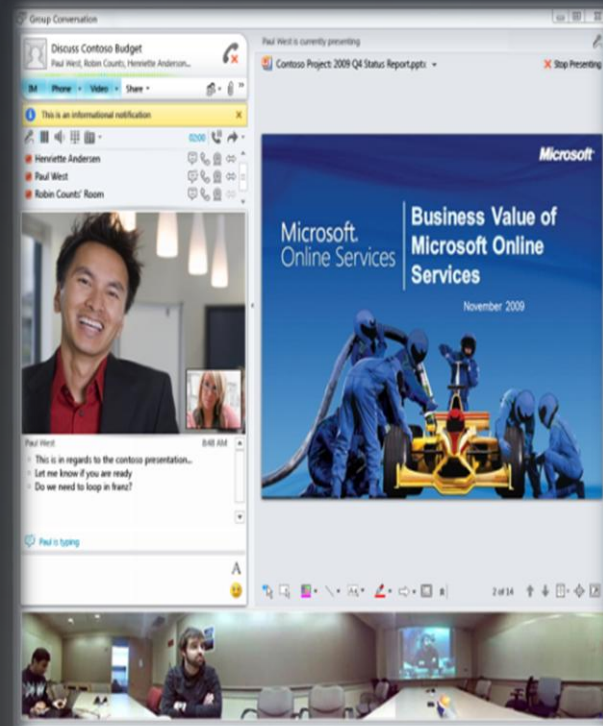 Group Conversation
Discuss Contoso Budget
Paul West, Robin Counts, Henriette Anderson...
IM Phone Video Share
This is an informational notification
02:00
Henriette Andersen
Paul West
Robin Counts' Room
Paul West 8:48 AM
This is in regards to the contoso presentation...
Let me know if you are ready
Do we need to loop in franz?
Paul is typing
A
Paul West is currently presenting
Contoso Project: 2009 Q4 Status Report.pptx
X Stop Presenting
Microsoft
Microsoft
Online Services
Business Value of
Microsoft Online
Services
November 2009
2 of 14